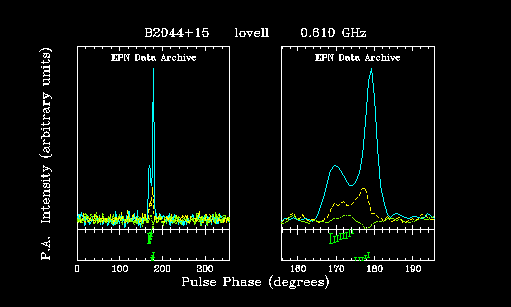 B2044+15 lovell 0.610 GHz
EPN Data Archive EPN Data Archive
P.A. Intensity (arbitrary units)
0 100 200 300 160 170 180 190
Pulse Phase (degrees)